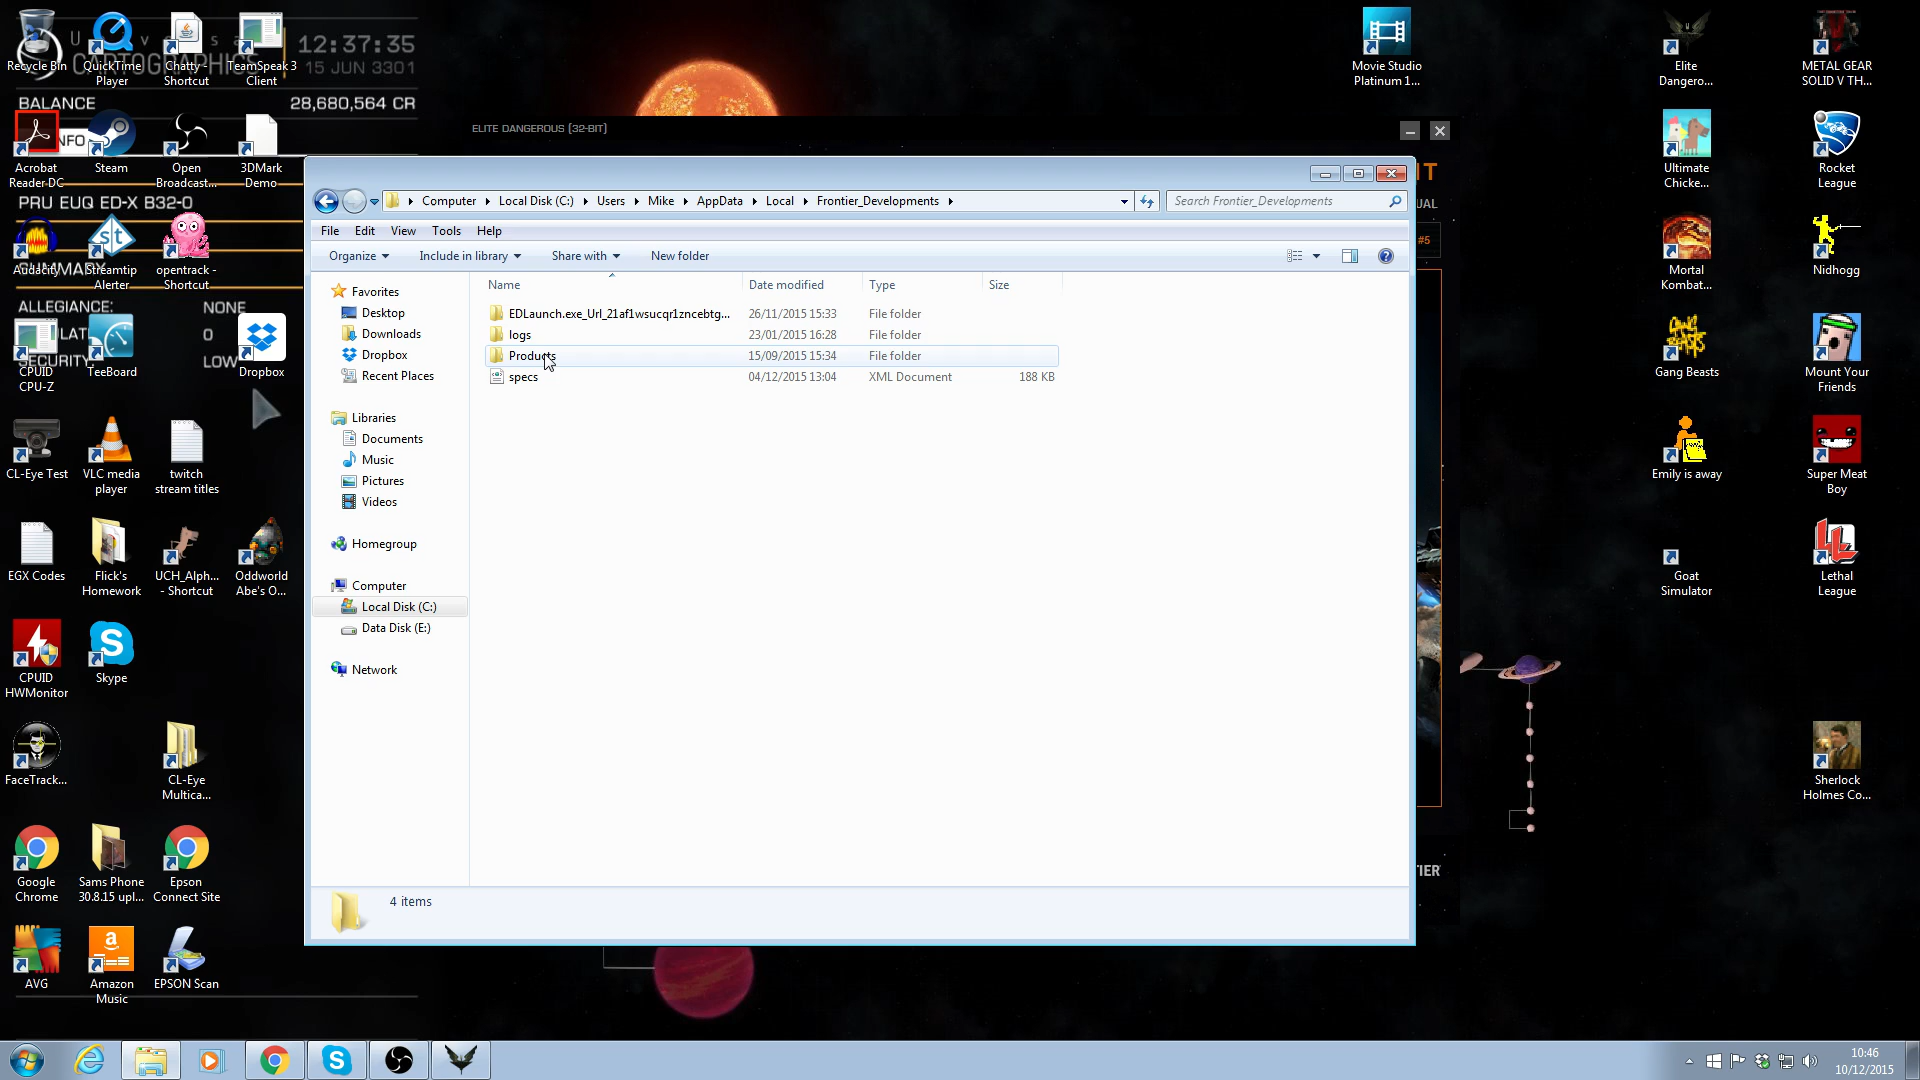 Universal
CARTOGRAPHICS
12:37:35
15 JUN 3301
BALANCE
28,680,564 CR
INFO
PRU EUQ ED-X B32-0
SUMMARY
ALLEGIANCE:
NONE
0
SECURITY:
LOW
Recycle Bin
QuickTime
Player
Chatty -
Shortcut
TeamSpeak 3
Client
Acrobat
Reader DC
Steam
Open
Broadcast...
3DMark
Demo
Audacity
Streamtip
Alerter
opentrack -
Shortcut
CPUID
CPU-Z
TeeBoard
Dropbox
CL-Eye Test
VLC media
player
twitch
stream titles
EGX Codes
Flick's
Homework
UCH_Alph...
- Shortcut
Oddworld
Abe's O...
CPUID
HWMonitor
Skype
FaceTrack...
CL-Eye
Multica...
Google
Chrome
Sams Phone
30.8.15 upl...
Epson
Connect Site
AVG
Amazon
Music
EPSON Scan
ELITE DANGEROUS (32-BIT)
Computer
Local Disk (C:)
Users
Mike
AppData
Local
Frontier_Developments
Search Frontier_Developments
File
Edit
View
Tools
Help
Organize
Include in library
Share with
New folder
Favorites
Desktop
Downloads
Dropbox
Recent Places
Libraries
Documents
Music
Pictures
Videos
Homegroup
Computer
Local Disk (C:)
Data Disk (E:)
Network
Name
Date modified
Type
Size
EDLaunch.exe_Url_21af1wsucqr1zncebtg...
26/11/2015 15:33
File folder
logs
23/01/2015 16:28
File folder
Products
15/09/2015 15:34
File folder
specs
04/12/2015 13:04
XML Document
188 KB
4 items
IT
UAL
#5
TIER
Movie Studio
Platinum 1...
Elite
Dangero...
METAL GEAR
SOLID V TH...
Ultimate
Chicke...
Rocket
League
Mortal
Kombat...
Nidhogg
Gang Beasts
Mount Your
Friends
Emily is away
Super Meat
Boy
Goat
Simulator
Lethal
League
Sherlock
Holmes Co...
10:46
10/12/2015